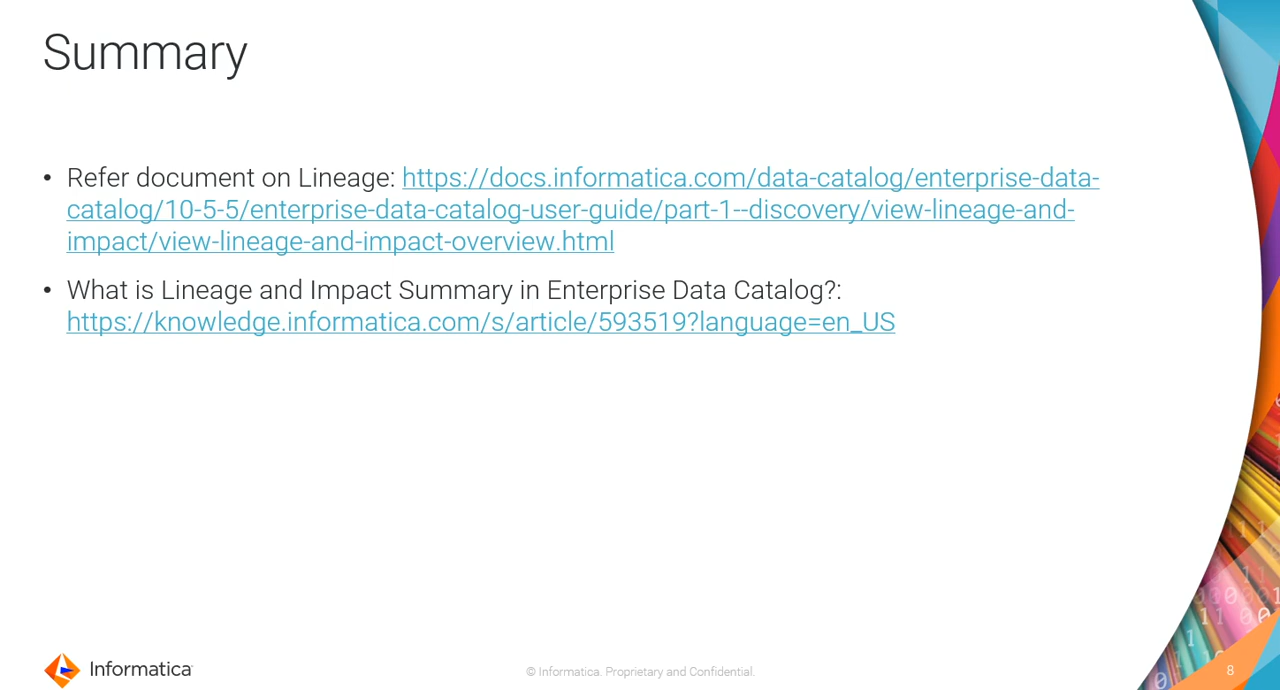 Summary
• Refer document on Lineage: https://docs.informatica.com/data-catalog/enterprise-data-
catalog/10-5-5/enterprise-data-catalog-user-guide/part-1--discovery/view-lineage-and-
impact/view-lineage-and-impact-overview.html
• What is Lineage and Impact Summary in Enterprise Data Catalog?:
https://knowledge.informatica.com/s/article/593519?language=en_US
Informatica
© Informatica. Proprietary and Confidential.
8